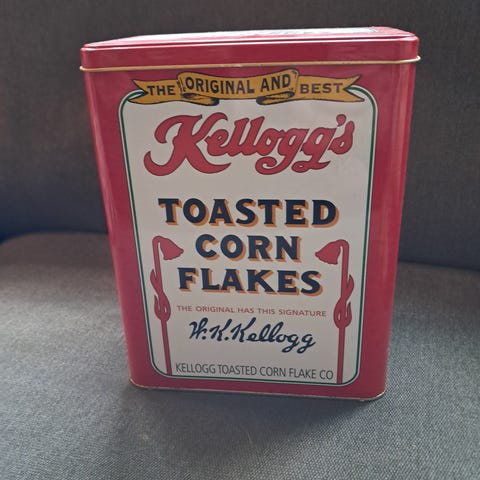 THE ORIGINAL AND BEST
Kellogg's
TOASTED
CORN
FLAKES
THE ORIGINAL HAS THIS SIGNATURE
W.K.Kellogg
KELLOGG TOASTED CORN FLAKE CO